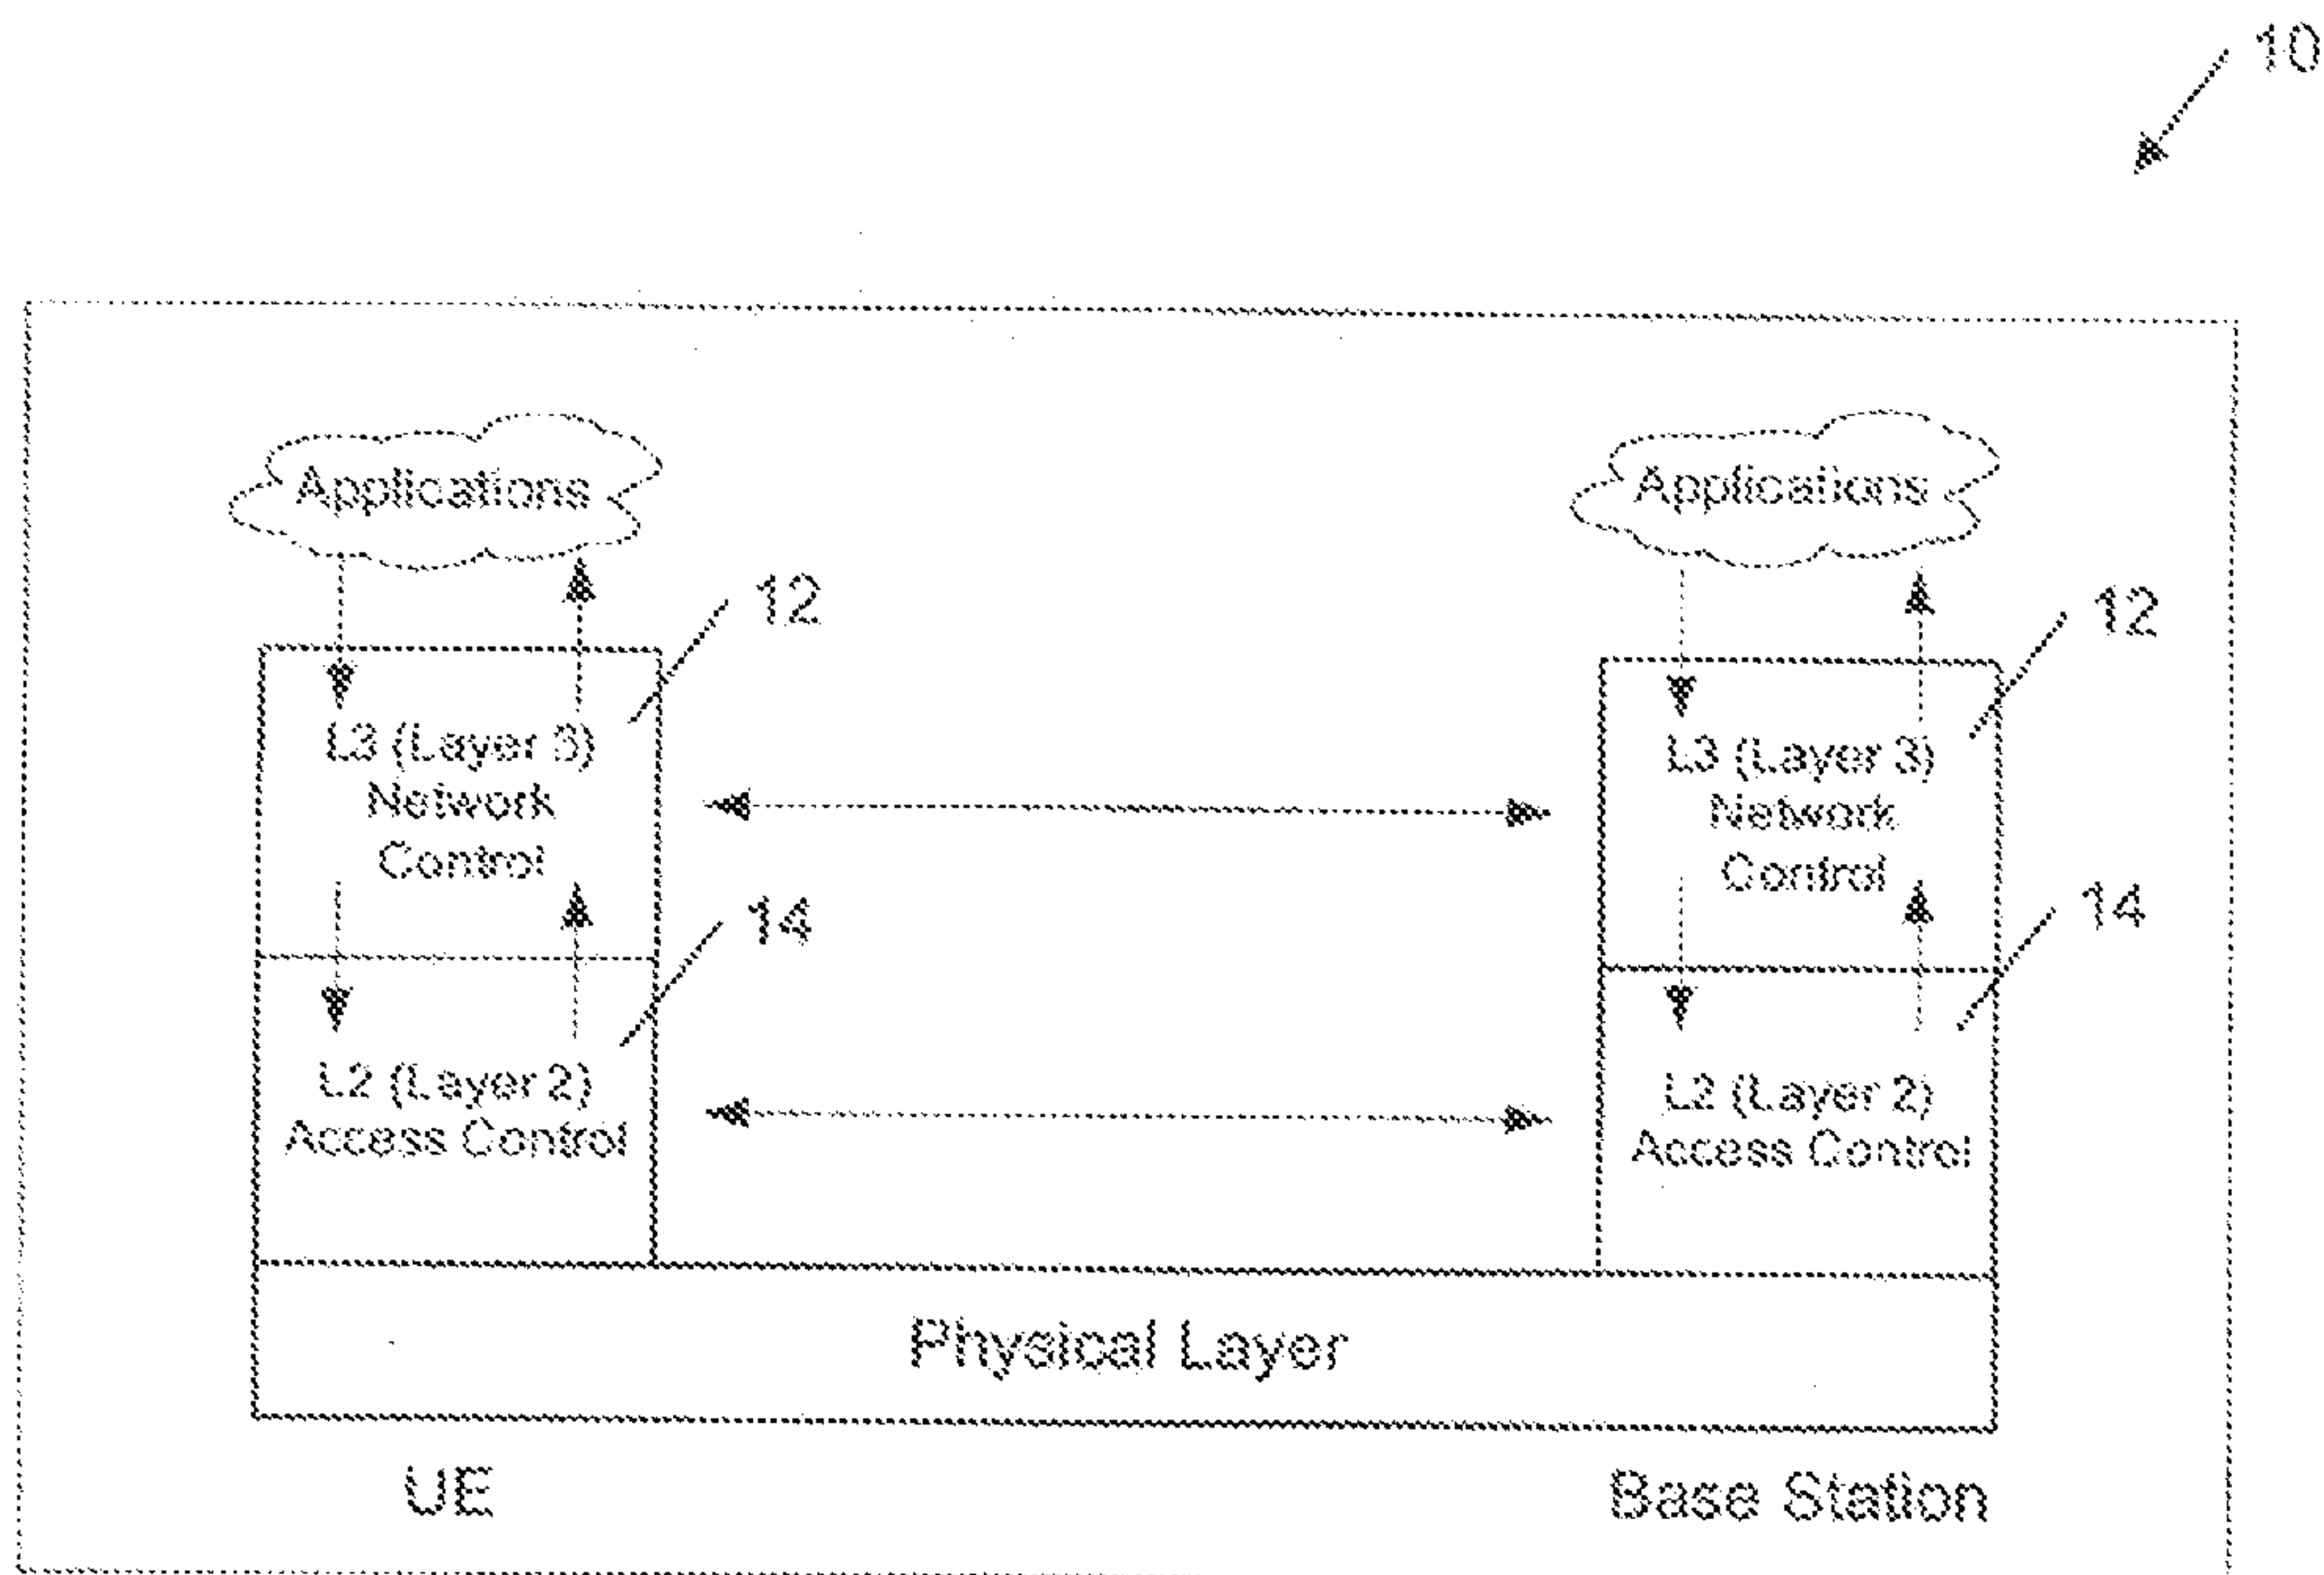 10
Applications
Applications
12
12
L3 (Layer 3)
Network
Control
L3 (Layer 3)
Network
Control
14
14
L2 (Layer 2)
Access Control
L2 (Layer 2)
Access Control
Physical Layer
UE
Base Station